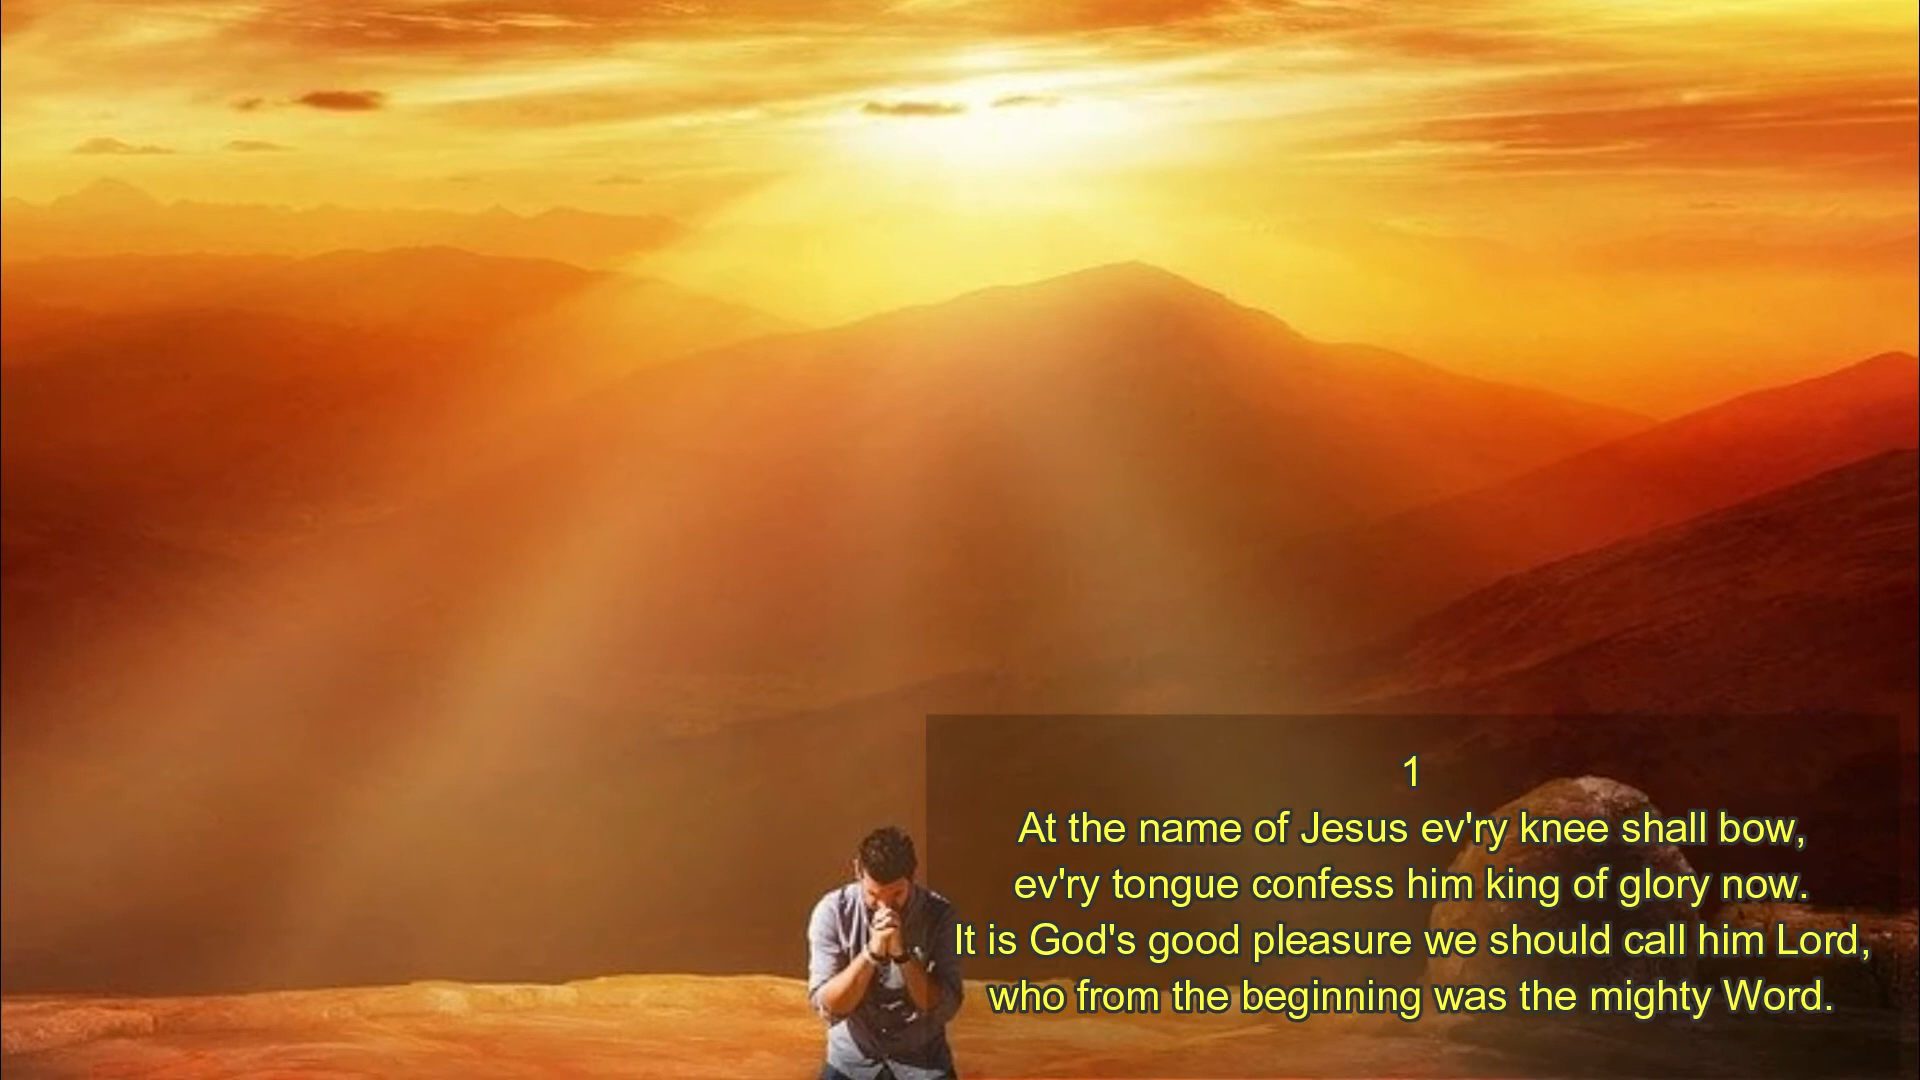 1
At the name of Jesus ev'ry knee shall bow,
ev'ry tongue confess him king of glory now.
It is God's good pleasure we should call him Lord,
who from the beginning was the mighty Word.